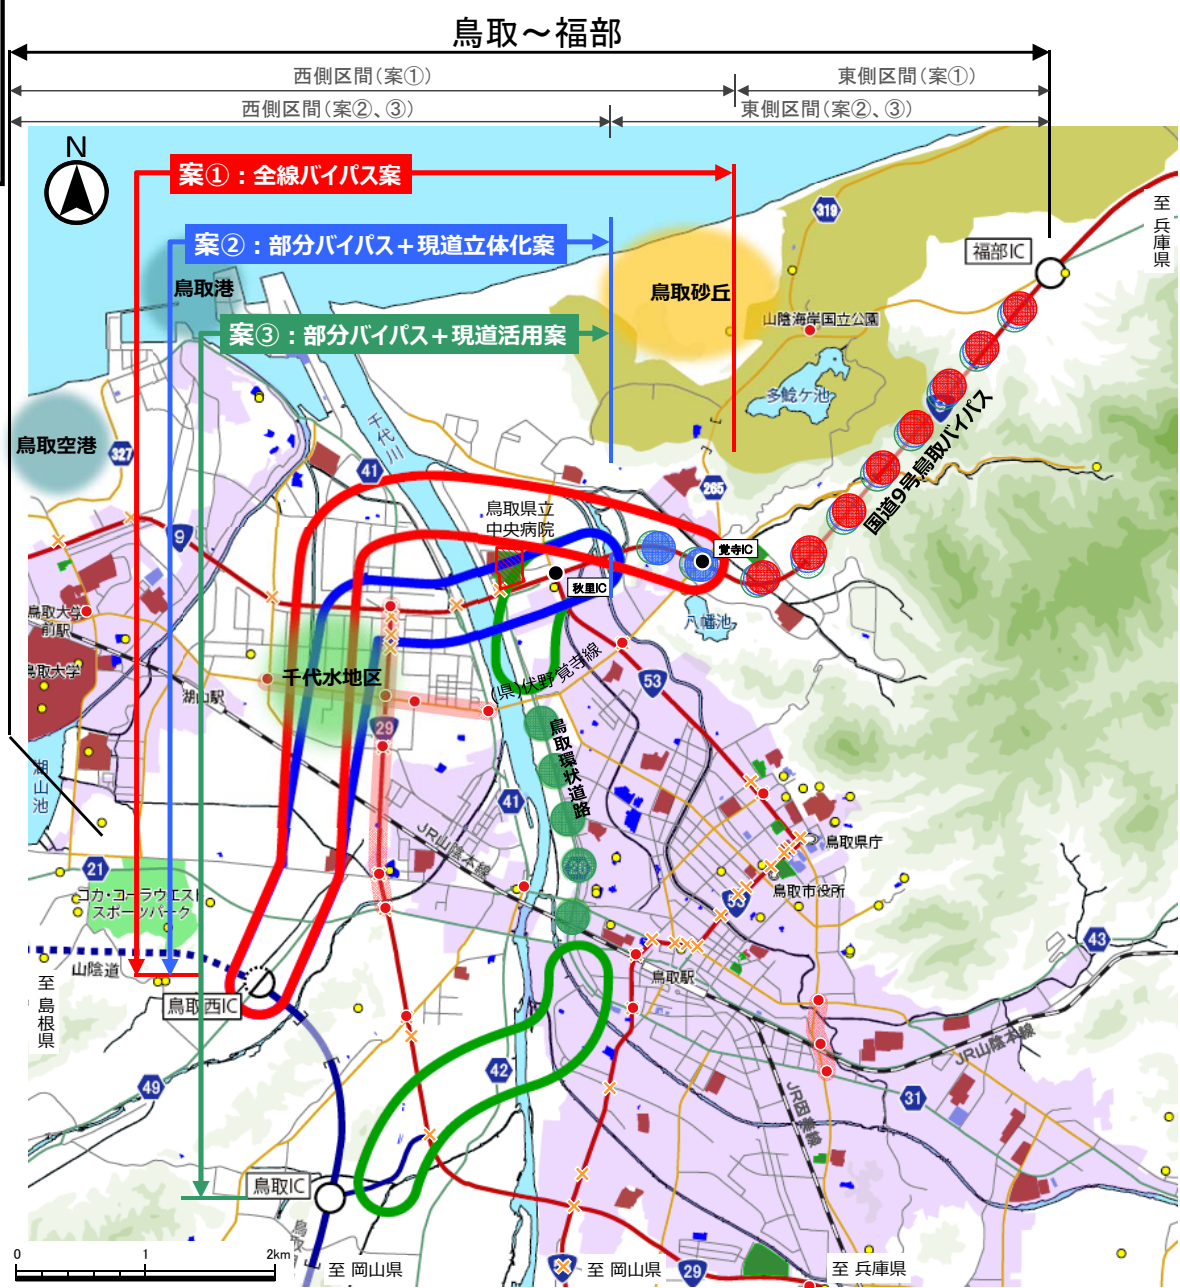 鳥取～福部
西側区間（案①）
東側区間（案①）
西側区間（案②、③）
東側区間（案②、③）
N
案①：全線バイパス案
案②：部分バイパス＋現道立体化案
案③：部分バイパス＋現道活用案
至 兵庫県
福部IC
319
鳥取港
鳥取砂丘
山陰海岸国立公園
多鯰ケ池
千代川
鳥取空港
327
41
265
国道9号鳥取バイパス
鳥取県立
中央病院
9
覚寺IC
秋里IC
鳥取大学
前駅
八幡池
鳥取大学
千代水地区
湖山駅
(県)伏野覚寺線
53
29
鳥取環状道路
湖山池
41
JR山陰本線
26
鳥取県庁
21
鳥取市役所
コカ・コーラウエスト
スポーツパーク
53
43
山陰道
鳥取駅
至 島根県
鳥取西IC
JR山陰本線
49
42
JR因美線
31
鳥取IC
0
1
2km
至 岡山県
至 岡山県
29
至 兵庫県